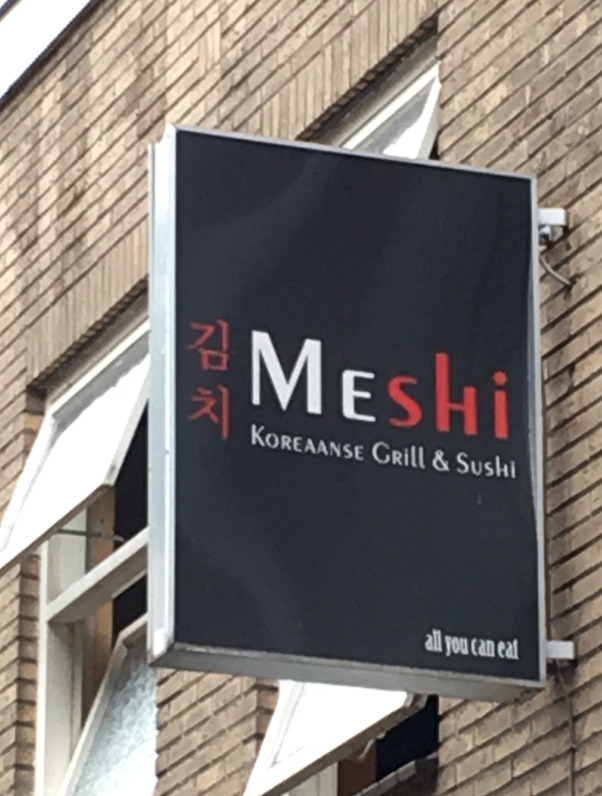 김치
MEshi
KOREAANSE GRill & SUShi
all you can eat